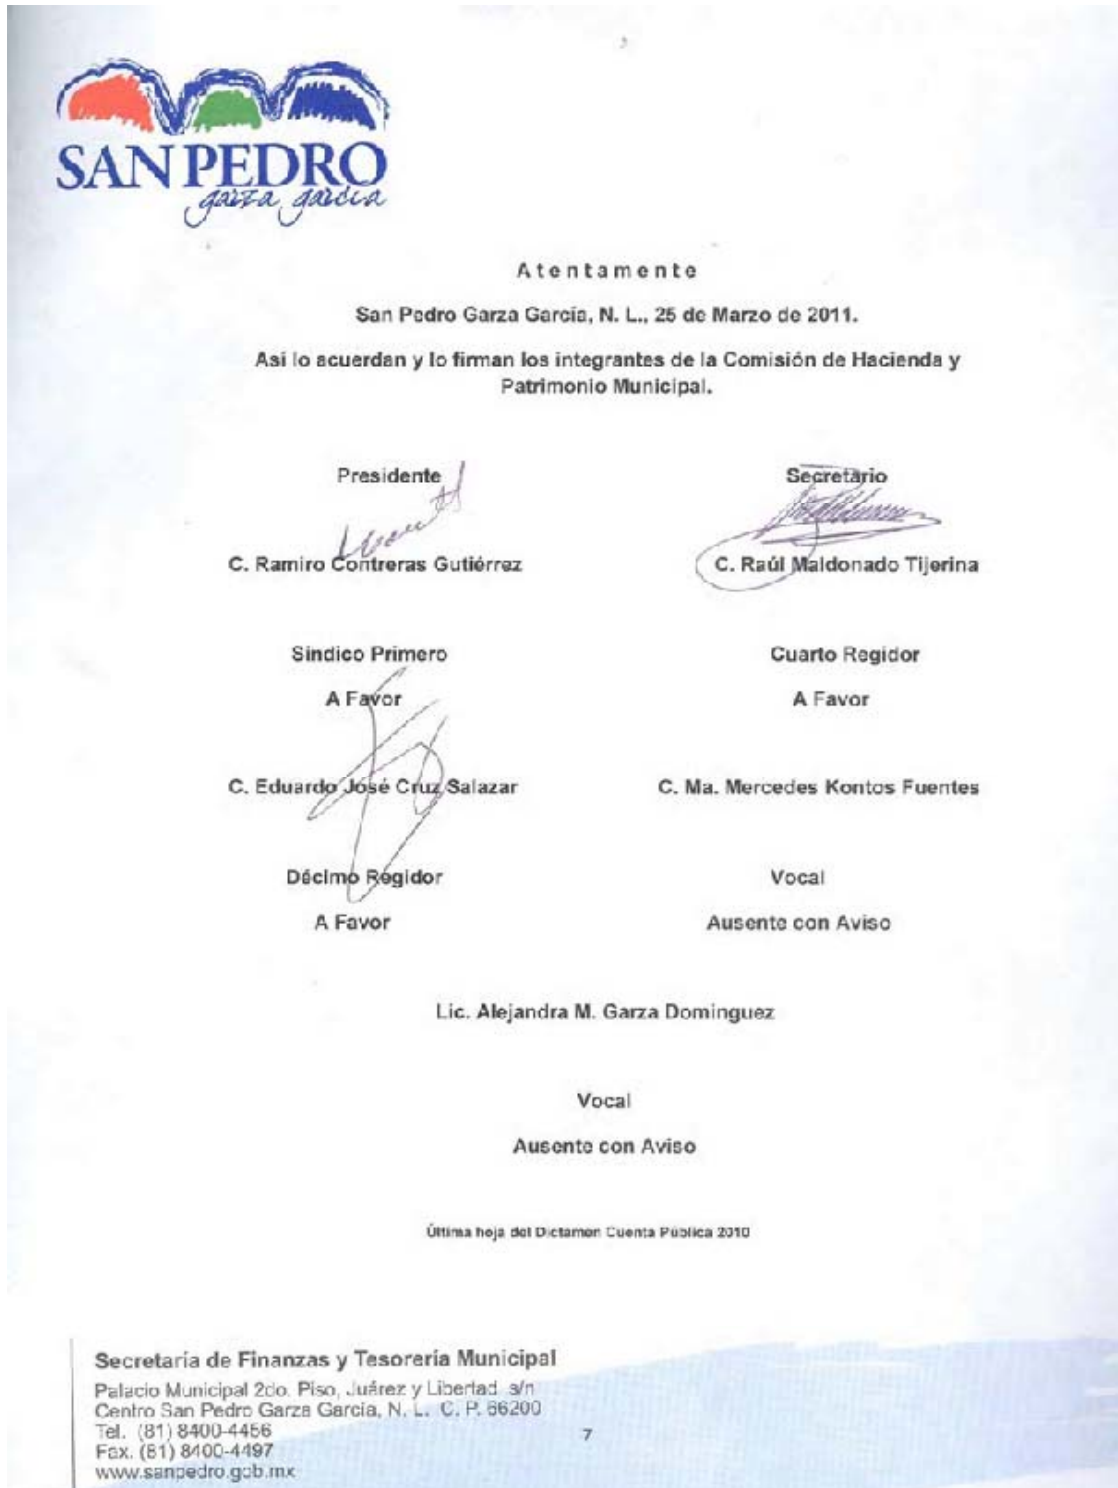 SAN PEDRO
garza garcía
Atentamente
San Pedro Garza García, N. L., 25 de Marzo de 2011.
Así lo acuerdan y lo firman los integrantes de la Comisión de Hacienda y
Patrimonio Municipal.
Presidente Secretario
C. Ramiro Contreras Gutiérrez C. Raúl Maldonado Tijerina
Síndico Primero Cuarto Regidor
A Favor A Favor
C. Eduardo José Cruz Salazar C. Ma. Mercedes Kontos Fuentes
Décimo Regidor Vocal
A Favor Ausente con Aviso
Lic. Alejandra M. Garza Domínguez
Vocal
Ausente con Aviso
Última hoja del Dictamen Cuenta Pública 2010
Secretaría de Finanzas y Tesorería Municipal
Palacio Municipal 2do. Piso, Juárez y Libertad s/n
Centro San Pedro Garza García, N. L. C. P. 66200
Tel. (81) 8400-4456
7
Fax. (81) 8400-4497
www.sanpedro.gob.mx